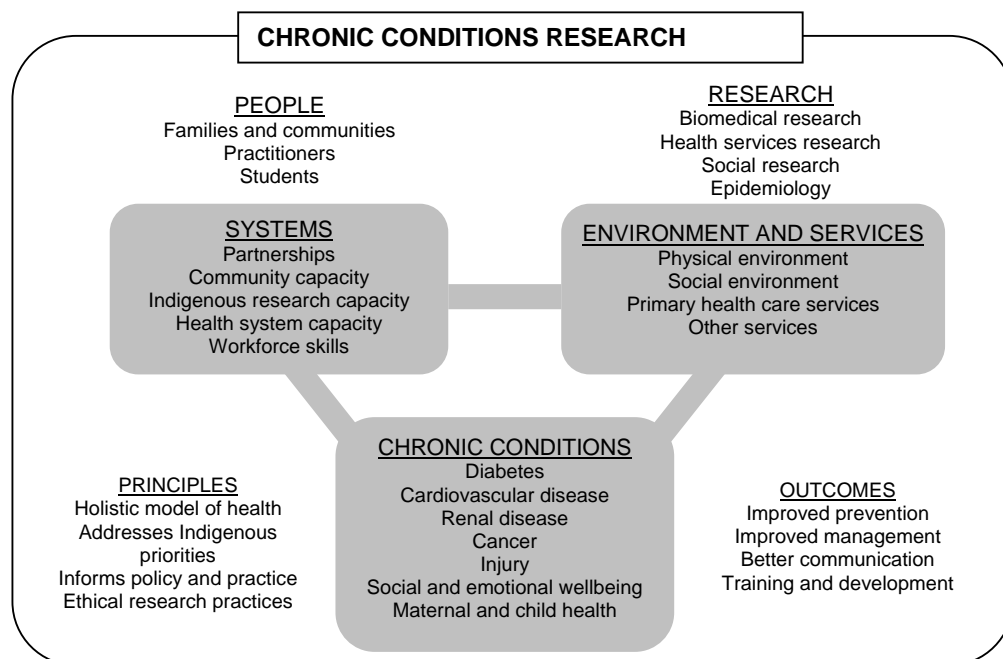 CHRONIC CONDITIONS RESEARCH
PEOPLE
Families and communities
Practitioners
Students
RESEARCH
Biomedical research
Health services research
Social research
Epidemiology
SYSTEMS
Partnerships
Community capacity
Indigenous research capacity
Health system capacity
Workforce skills
ENVIRONMENT AND SERVICES
Physical environment
Social environment
Primary health care services
Other services
CHRONIC CONDITIONS
Diabetes
Cardiovascular disease
Renal disease
Cancer
Injury
Social and emotional wellbeing
Maternal and child health
PRINCIPLES
Holistic model of health
Addresses Indigenous
priorities
Informs policy and practice
Ethical research practices
OUTCOMES
Improved prevention
Improved management
Better communication
Training and development